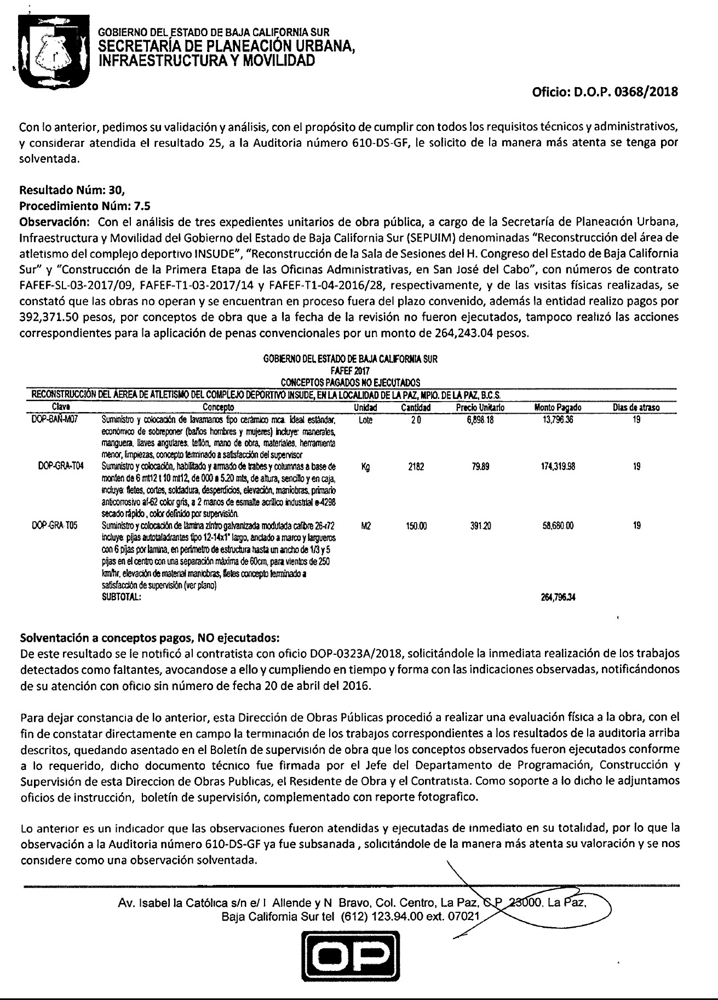 GOBIERNO DEL ESTADO DE BAJA CALIFORNIA SUR
SECRETARÍA DE PLANEACIÓN URBANA,
INFRAESTRUCTURA Y MOVILIDAD
Oficio: D.O.P. 0368/2018
Con lo anterior, pedimos su validación y análisis, con el propósito de cumplir con todos los requisitos técnicos y administrativos,
y considerar atendida el resultado 25, a la Auditoria número 610-DS-GF, le solicito de la manera más atenta se tenga por
solventada.
Resultado Núm: 30,
Procedimiento Núm: 7.5
Observación: Con el análisis de tres expedientes unitarios de obra pública, a cargo de la Secretaría de Planeación Urbana,
Infraestructura y Movilidad del Gobierno del Estado de Baja California Sur (SEPUIM) denominadas "Reconstrucción del área de
atletismo del complejo deportivo INSUDE", "Reconstrucción de la Sala de Sesiones del H. Congreso del Estado de Baja California
Sur" y "Construcción de la Primera Etapa de las Oficinas Administrativas, en San José del Cabo", con números de contrato
FAFEF-SL-03-2017/09, FAFEF-T1-03-2017/14 y FAFEF-T1-04-2016/28, respectivamente, y de las visitas físicas realizadas, se
constató que las obras no operan y se encuentran en proceso fuera del plazo convenido, además la entidad realizo pagos por
392,371.50 pesos, por conceptos de obra que a la fecha de la revisión no fueron ejecutados, tampoco realizó las acciones
correspondientes para la aplicación de penas convencionales por un monto de 264,243.04 pesos.
GOBIERNO DEL ESTADO DE BAJA CALIFORNIA SUR
FAFEF 2017
CONCEPTOS PAGADOS NO EJECUTADOS
RECONSTRUCCIÓN DEL ÁEREA DE ATLETISMO DEL COMPLEJO DEPORTIVO INSUDE, EN LA LOCALIDAD DE LA PAZ, MPIO. DE LA PAZ, B.C.S.
Clave Concepto Unidad Cantidad Precio Unitario Monto Pagado Dias de atraso
DOP-BAÑ-M07 Suministro y colocación de lavamanos tipo cerámico mca. ideal estándar, Lote 2 0 6,898.18 13,796.36 19
económico de sobreponer (baños hombres y mujeres) incluye: manerales,
manguera, llaves angulares, teflón, mano de obra, materiales, herramienta
menor, limpiezas, concepto terminado a satisfacción del supervisor
DOP-GRA-T04 Suministro y colocación, habilitado y armado de trabes y columnas a base de Kg 2182 79.89 174,319.98 19
monten de 6 mt12 t 10 mt12, de 000 a 5.20 mts, de altura, sencillo y en caja,
incluye: fletes, cortes, soldadura, desperdicios, elevación, maniobras, primario
anticorrosivo af-62 color gris, a 2 manos de esmalte acrílico industrial e-4298
secado rápido , color definido por supervisión.
DOP-GRA T05 Suministro y colocación de lámina zintro galvanizada modulada calibre 26-r72 M2 150.00 391.20 58,680.00 19
incluye: pijas autotaladrantes tipo 12-14x1" largo, anclado a marco y largueros
con 6 pijas por lamina, en perimetro de estructura hasta un ancho de 1/3 y 5
pijas en el centro con una separación máxima de 60cm, para vientos de 250
km/hr, elevación de material maniobras, fletes concepto terminado a
satisfacción de supervisión (ver plano)
SUBTOTAL: 264,796.34
Solventación a conceptos pagos, NO ejecutados:
De este resultado se le notificó al contratista con oficio DOP-0323A/2018, solicitándole la inmediata realización de los trabajos
detectados como faltantes, avocandose a ello y cumpliendo en tiempo y forma con las indicaciones observadas, notificándonos
de su atención con oficio sin número de fecha 20 de abril del 2016.
Para dejar constancia de lo anterior, esta Dirección de Obras Públicas procedió a realizar una evaluación física a la obra, con el
fin de constatar directamente en campo la terminación de los trabajos correspondientes a los resultados de la auditoria arriba
descritos, quedando asentado en el Boletín de supervisión de obra que los conceptos observados fueron ejecutados conforme
a lo requerido, dicho documento técnico fue firmada por el Jefe del Departamento de Programación, Construcción y
Supervisión de esta Direccion de Obras Publicas, el Residente de Obra y el Contratista. Como soporte a lo dicho le adjuntamos
oficios de instrucción, boletín de supervisión, complementado con reporte fotografico.
Lo anterior es un indicador que las observaciones fueron atendidas y ejecutadas de inmediato en su totalidad, por lo que la
observación a la Auditoria número 610-DS-GF ya fue subsanada , solicitándole de la manera más atenta su valoración y se nos
considere como una observación solventada.
Av. Isabel la Católica s/n e/ I Allende y N Bravo, Col. Centro, La Paz, C.P. 23000, La Paz,
Baja California Sur tel (612) 123.94.00 ext. 07021
OP